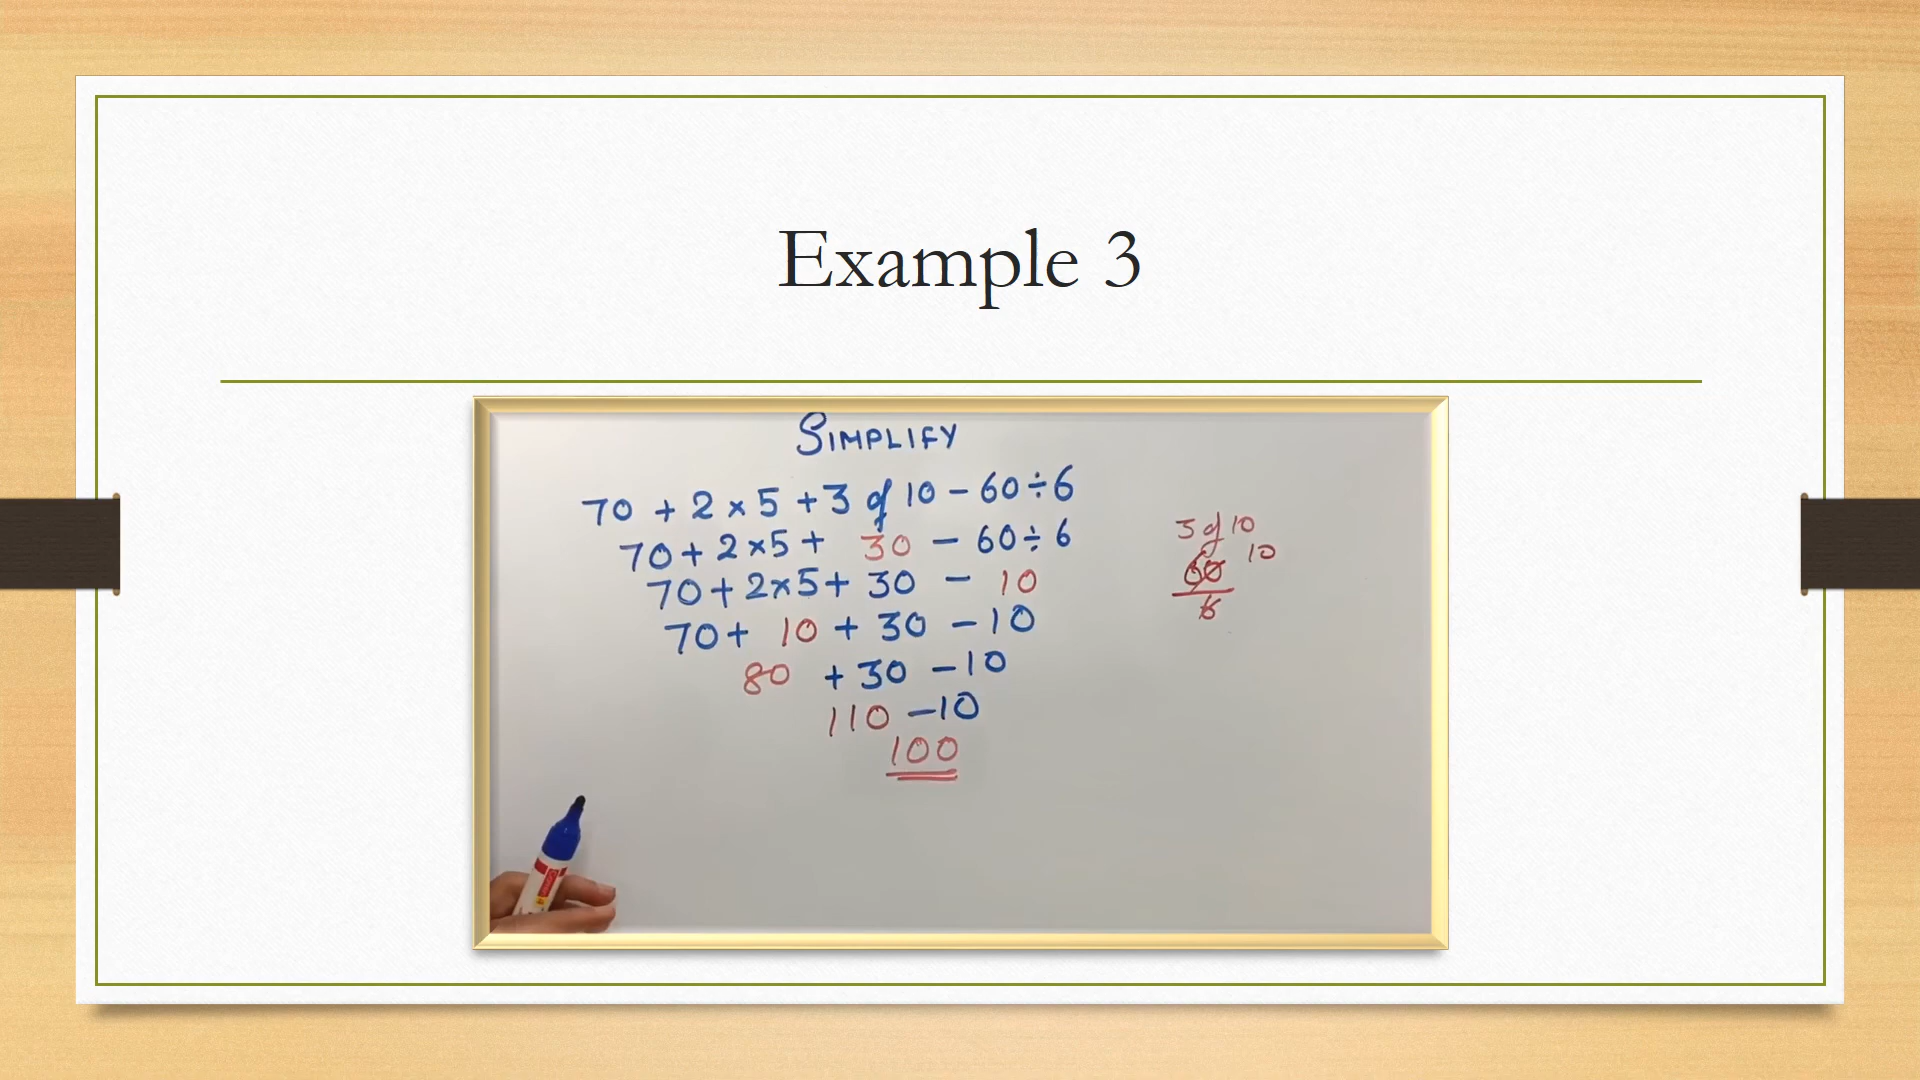 Example 3
SIMPLIFY
70 + 2 × 5 + 3 of 10 - 60 ÷ 6
70 + 2 × 5 + 30 - 60 ÷ 6
70 + 2 × 5 + 30 - 10
70 + 10 + 30 - 10
80 + 30 - 10
110 - 10
100
3 of 10
10
60
6